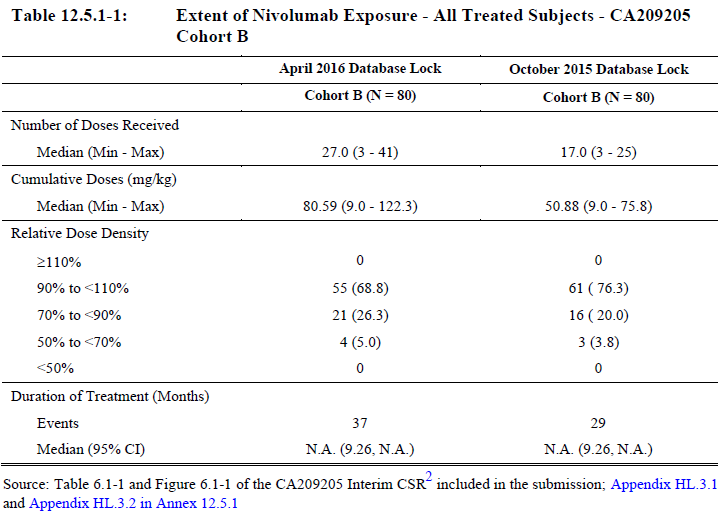 Table 12.5.1-1: Extent of Nivolumab Exposure - All Treated Subjects - CA209205
Cohort B
April 2016 Database Lock October 2015 Database Lock
Cohort B (N = 80) Cohort B (N = 80)
Number of Doses Received
Median (Min - Max) 27.0 (3 - 41) 17.0 (3 - 25)
Cumulative Doses (mg/kg)
Median (Min - Max) 80.59 (9.0 - 122.3) 50.88 (9.0 - 75.8)
Relative Dose Density
≥110% 0 0
90% to <110% 55 (68.8) 61 ( 76.3)
70% to <90% 21 (26.3) 16 ( 20.0)
50% to <70% 4 (5.0) 3 (3.8)
<50% 0 0
Duration of Treatment (Months)
Events 37 29
Median (95% CI) N.A. (9.26, N.A.) N.A. (9.26, N.A.)
Source: Table 6.1-1 and Figure 6.1-1 of the CA209205 Interim CSR2 included in the submission; Appendix HL.3.1
and Appendix HL.3.2 in Annex 12.5.1